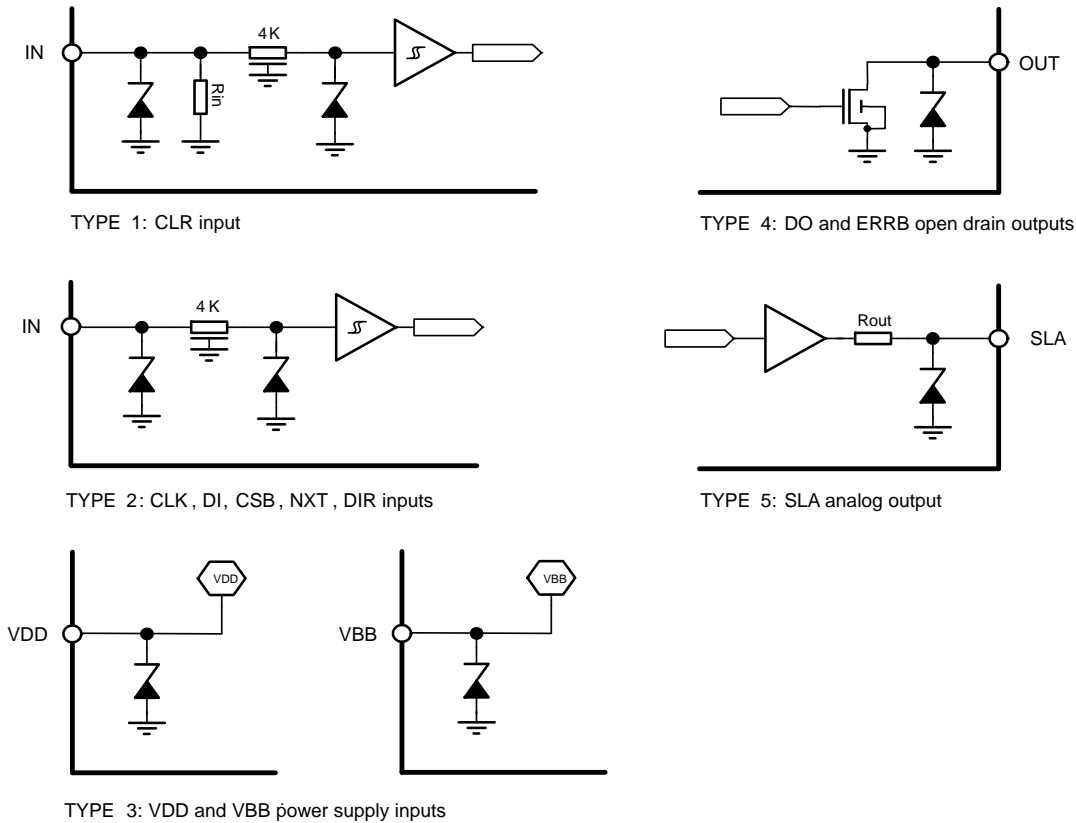 IN
4K
Rin
TYPE 1: CLR input
OUT
TYPE 4: DO and ERRB open drain outputs
IN
4K
TYPE 2: CLK, DI, CSB, NXT, DIR inputs
Rout
SLA
TYPE 5: SLA analog output
VDD
VDD
VBB
VBB
TYPE 3: VDD and VBB power supply inputs